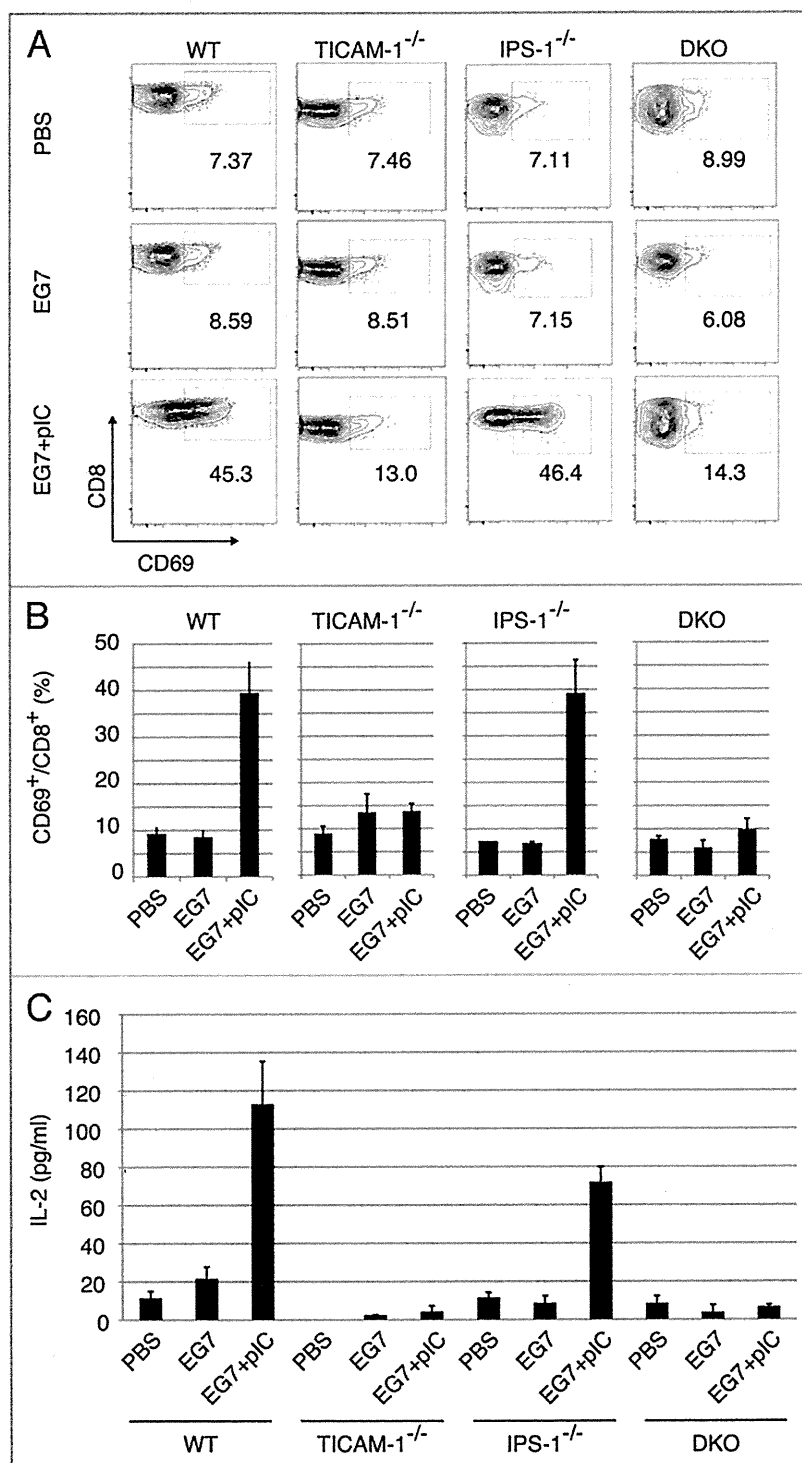 A
WT TICAM-1-/- IPS-1-/- DKO
PBS
7.37 7.46 7.11 8.99
EG7
8.59 8.51 7.15 6.08
EG7+pIC
45.3 13.0 46.4 14.3
CD8
CD69
B
WT TICAM-1-/- IPS-1-/- DKO
CD69+/CD8+ (%)
50
40
30
20
10
0
PBS EG7 EG7+pIC PBS EG7 EG7+pIC PBS EG7 EG7+pIC PBS EG7 EG7+pIC
C
IL-2 (pg/ml)
160
140
120
100
80
60
40
20
0
PBS EG7 EG7+pIC PBS EG7 EG7+pIC PBS EG7 EG7+pIC PBS EG7 EG7+pIC
WT TICAM-1-/- IPS-1-/- DKO